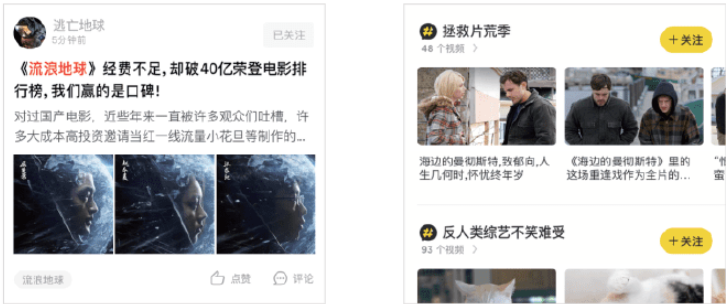 逃亡地球
5分钟前
已关注
《流浪地球》经费不足,却破40亿荣登电影排
行榜,我们赢的是口碑!
对过国产电影，近些年来一直被许多观众们吐槽，许
多大成本高投资邀请当红一线流量小花旦等制作的...
流浪地球
点赞
评论
拯救片荒季
48 个视频 >
+关注
海边的曼彻斯特,致郁向,人
生几何时,怀忧终年岁
《海边的曼彻斯特》里的
这场重逢戏作为全片的...
蜜
反人类综艺不笑难受
93 个视频 >
+关注